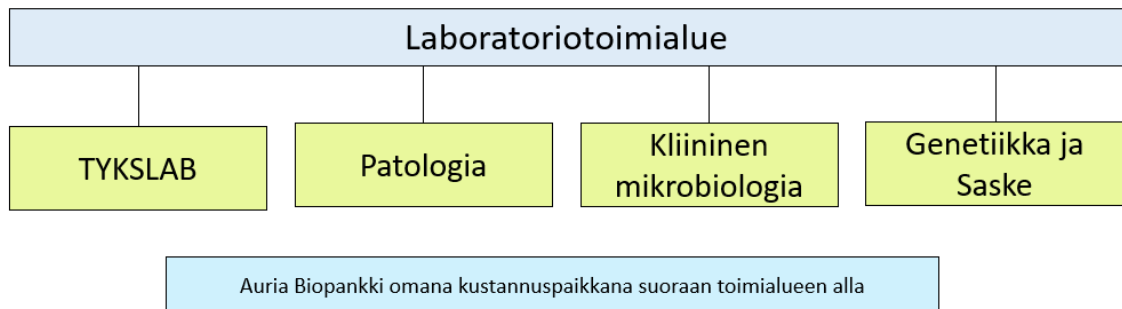 Laboratoriotoimialue
TYKSLAB
Patologia
Kliininen
mikrobiologia
Genetiikka ja
Saske
Auria Biopankki omana kustannuspaikkana suoraan toimialueen alla